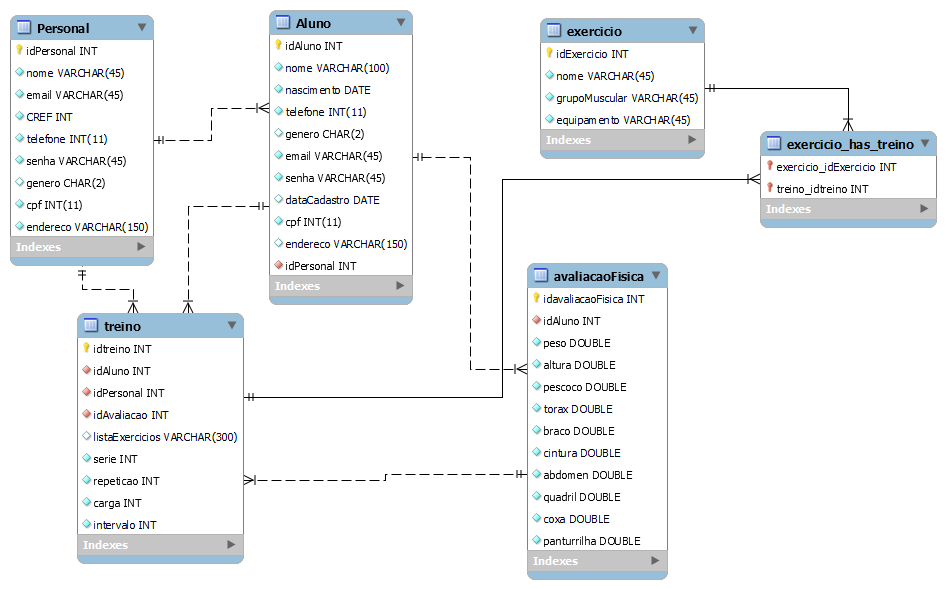 Personal
idPersonal INT
nome VARCHAR(45)
email VARCHAR(45)
CREF INT
telefone INT(11)
senha VARCHAR(45)
genero CHAR(2)
cpf INT(11)
endereco VARCHAR(150)
Indexes
Aluno
idAluno INT
nome VARCHAR(100)
nascimento DATE
telefone INT(11)
genero CHAR(2)
email VARCHAR(45)
senha VARCHAR(45)
dataCadastro DATE
cpf INT(11)
endereco VARCHAR(150)
idPersonal INT
Indexes
exercicio
idExercicio INT
nome VARCHAR(45)
grupoMuscular VARCHAR(45)
equipamento VARCHAR(45)
Indexes
exercicio_has_treino
exercicio_idExercicio INT
treino_idtreino INT
Indexes
treino
idtreino INT
idAluno INT
idPersonal INT
idAvaliacao INT
listaExercicios VARCHAR(300)
serie INT
repeticao INT
carga INT
intervalo INT
Indexes
avaliacaoFisica
idavaliacaoFisica INT
idAluno INT
peso DOUBLE
altura DOUBLE
pescoco DOUBLE
torax DOUBLE
braco DOUBLE
cintura DOUBLE
abdomen DOUBLE
quadril DOUBLE
coxa DOUBLE
panturrilha DOUBLE
Indexes